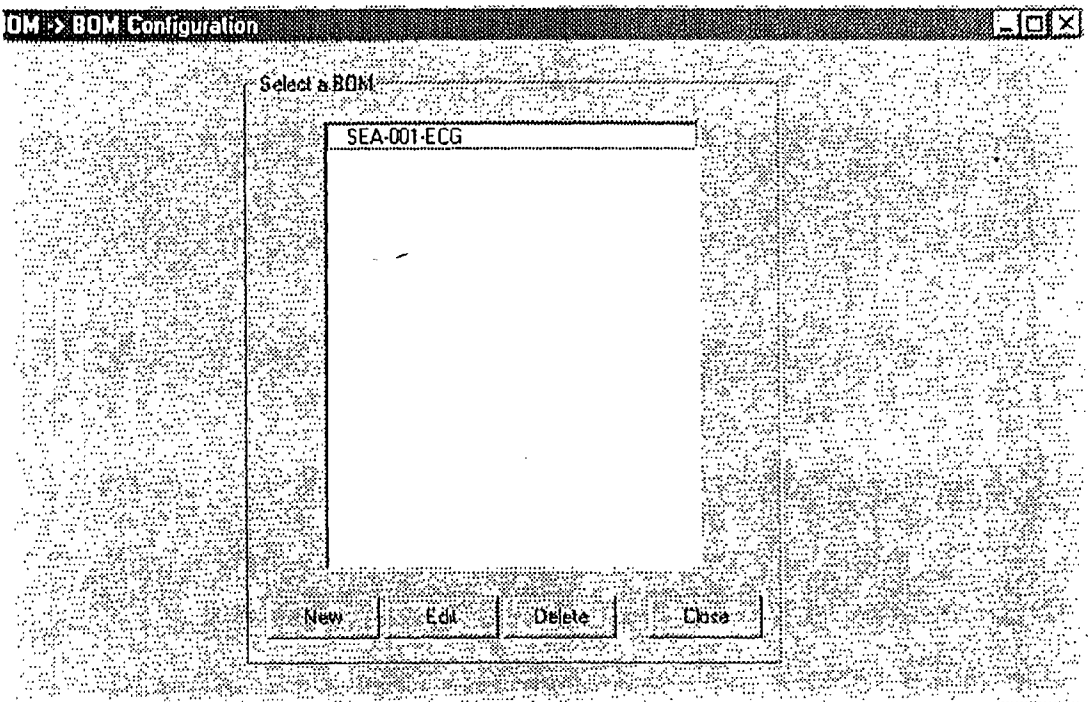 OM -> BOM Configuration
Select a BOM
SEA-001-ECG
New Edit Delete Close